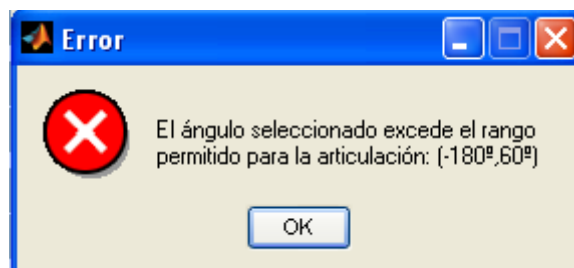 Error
El ángulo seleccionado excede el rango
permitido para la articulación: (-180º,60º)
OK